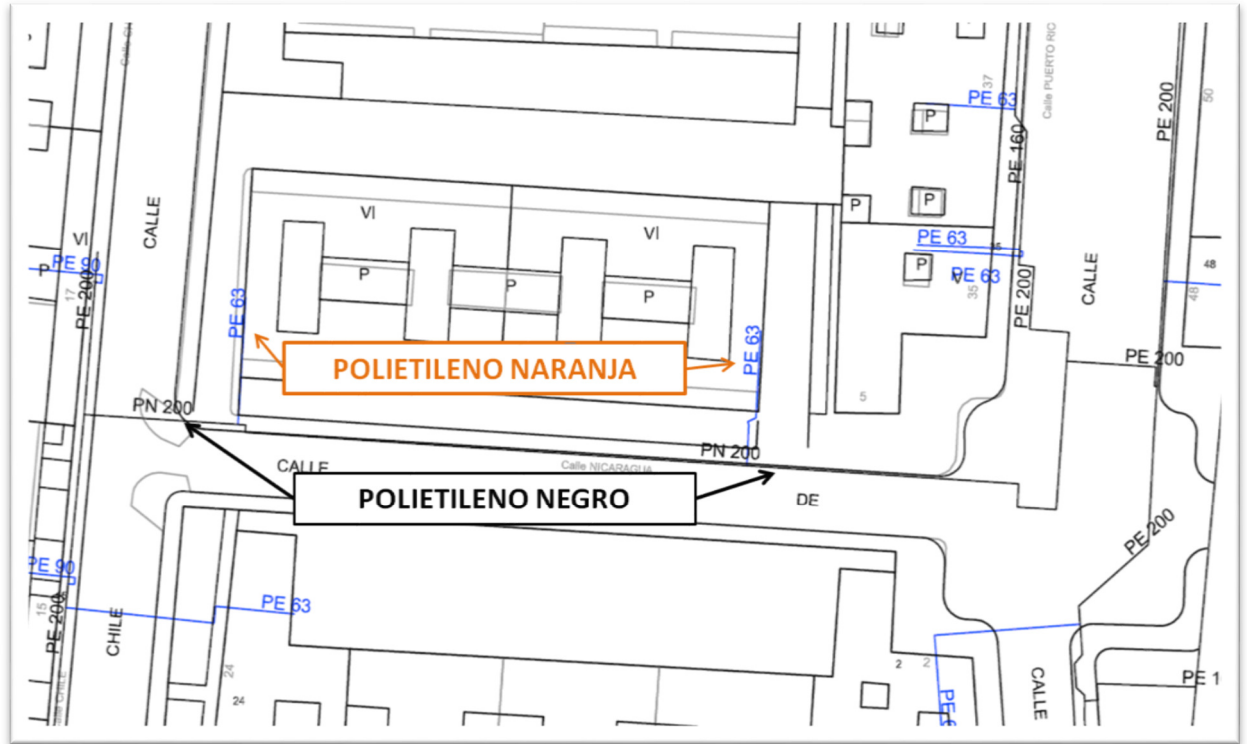 Calle PUERTO RIC
37
PE 63
P
PE 160
PE 200
50
CALLE
VI
VI
P
P
PE 63
VI
P
PE 90
17
PE 200
P
P
P
P
PE 63
35
PE 200
CALLE
48
48
PE 63
PE 63
POLIETILENO NARANJA
PE 200
5
PN 200
PN 200
CALLE
Calle NICARAGUA
POLIETILENO NEGRO
DE
PE 200
PE 90
15
PE 200
CHILE
PE 63
24
24
2
2
CALLE
PE 1